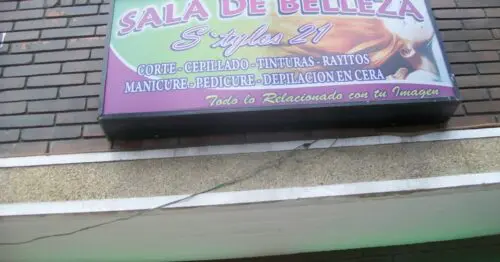 SALA DE BELLEZA
S'tylos 21
CORTE - CEPILLADO - TINTURAS - RAYITOS
MANICURE - PEDICURE - DEPILACION EN CERA
Todo lo Relacionado con tu Imagen